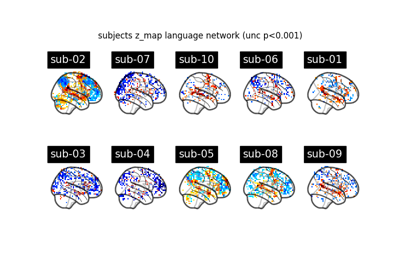 subjects z_map language network (unc p<0.001)
sub-02 sub-07 sub-10 sub-06 sub-01
sub-03 sub-04 sub-05 sub-08 sub-09